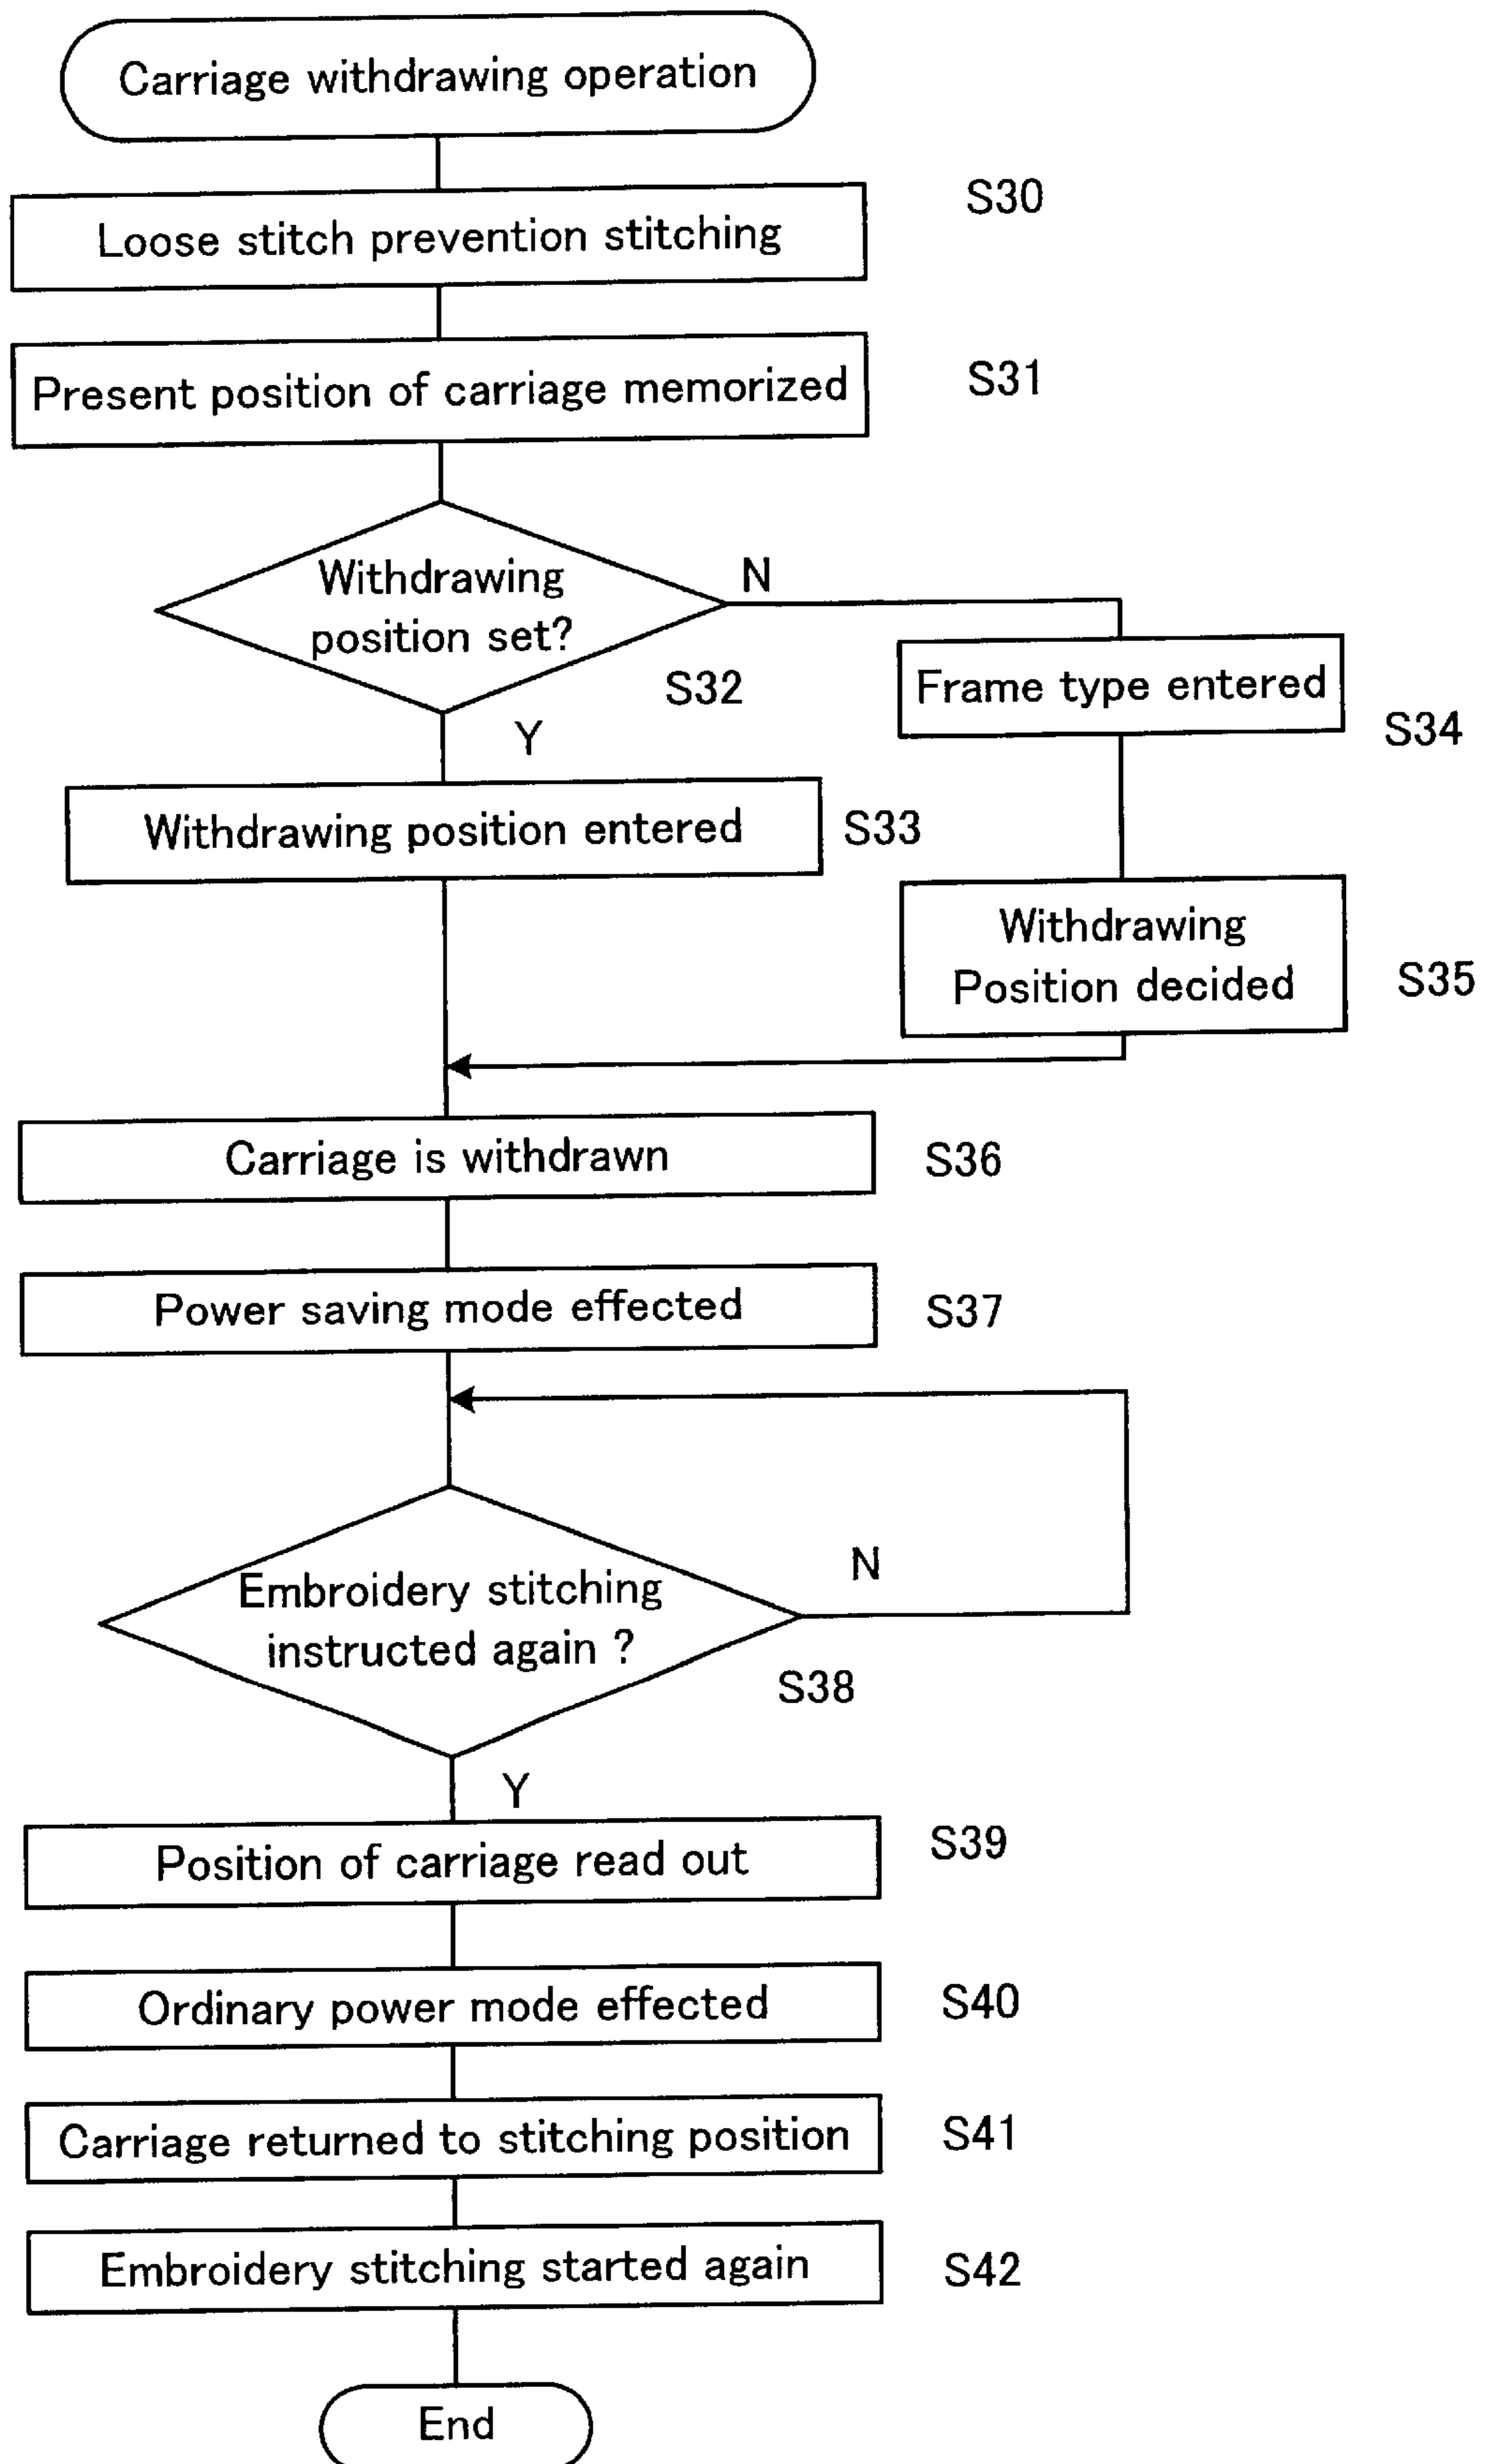 Carriage withdrawing operation
S30
Loose stitch prevention stitching
S31
Present position of carriage memorized
Withdrawing
position set?
N
S32
Y
Frame type entered
S34
Withdrawing position entered
S33
Withdrawing
Position decided
S35
Carriage is withdrawn
S36
Power saving mode effected
S37
Embroidery stitching
instructed again ?
N
S38
Y
Position of carriage read out
S39
Ordinary power mode effected
S40
Carriage returned to stitching position
S41
Embroidery stitching started again
S42
End